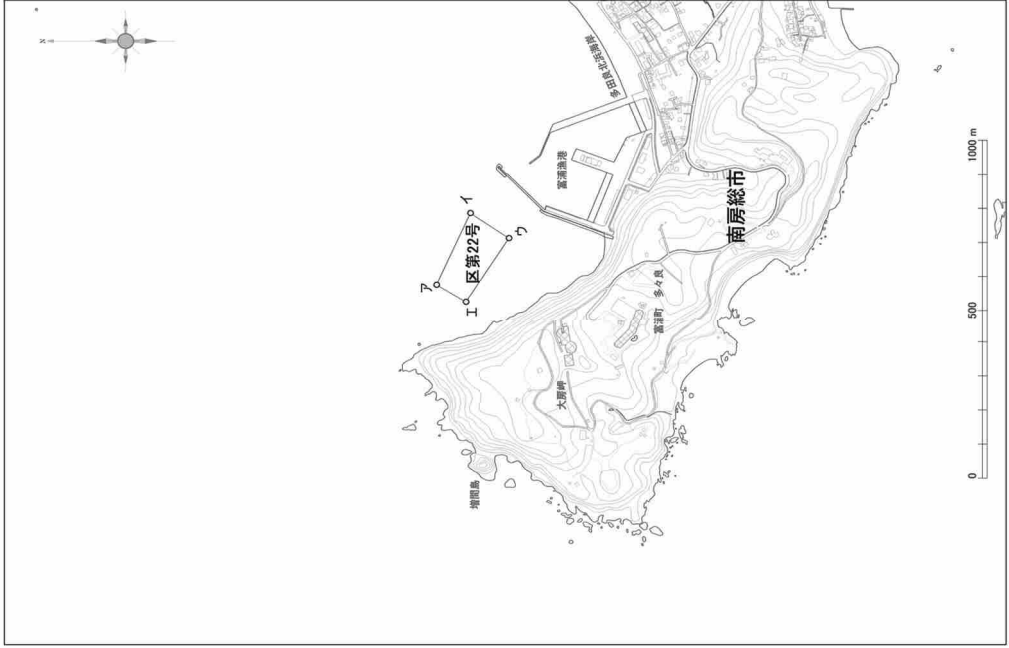 N
多田良北浜海岸
富浦漁港
ア
イ
区第22号
ウ
エ
南房総市
富浦町 多々良
大房岬
増間島
0
500
1000 m